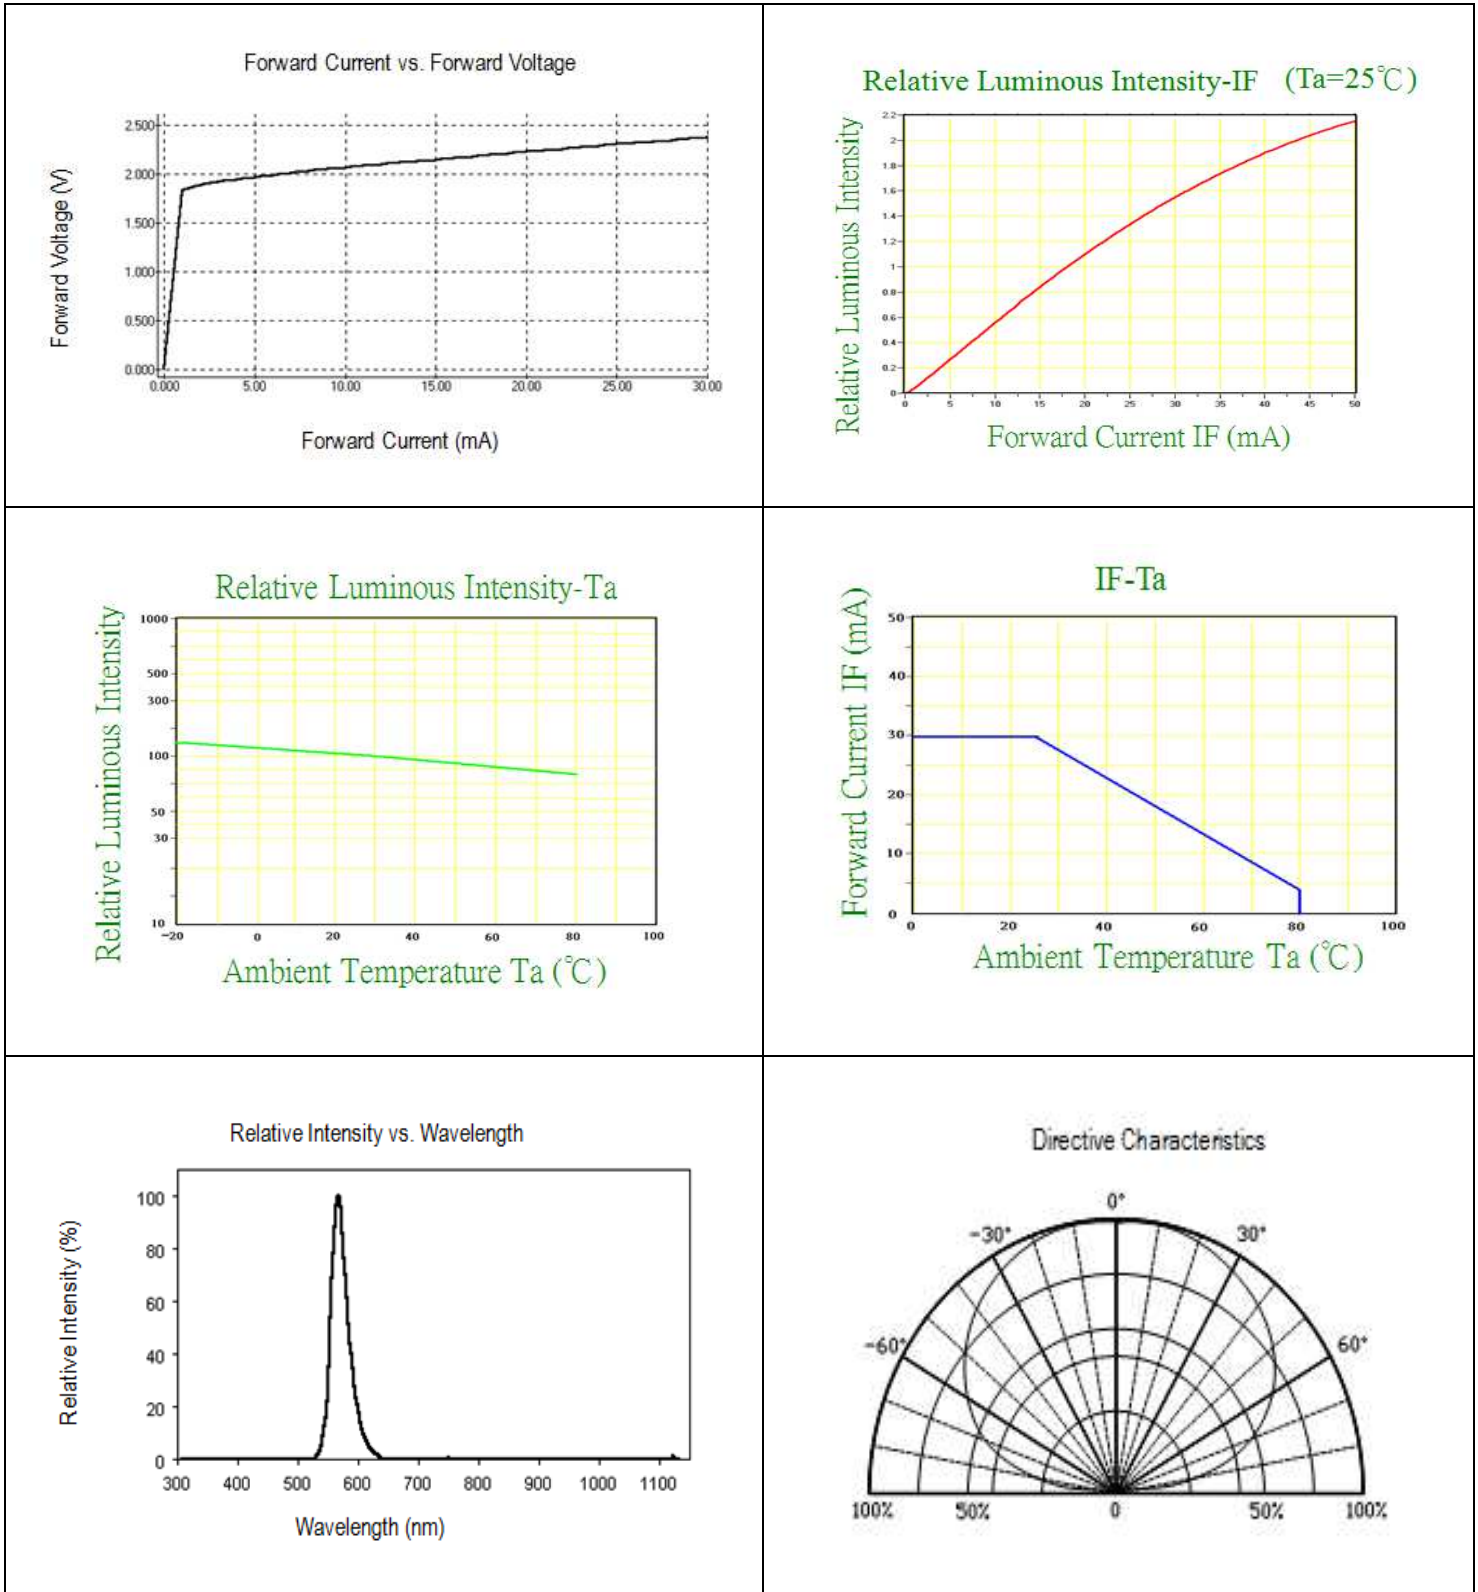 Forward Current vs. Forward Voltage
Forward Voltage (V)
2.500
2.000
1.500
1.000
0.500
0.000
0.000 5.00 10.00 15.00 20.00 25.00 30.00
Forward Current (mA)
Relative Luminous Intensity-IF (Ta=25℃)
Relative Luminous Intensity
2.2
2
1.8
1.6
1.4
1.2
1
0.8
0.6
0.4
0.2
0
0 5 10 15 20 25 30 35 40 45 50
Forward Current IF (mA)
Relative Luminous Intensity-Ta
Relative Luminous Intensity
1000
500
300
100
50
30
10
-20 0 20 40 60 80 100
Ambient Temperature Ta (℃)
IF-Ta
Forward Current IF (mA)
50
40
30
20
10
0
0 20 40 60 80 100
Ambient Temperature Ta (℃)
Relative Intensity vs. Wavelength
Relative Intensity (%)
100
80
60
40
20
0
300 400 500 600 700 800 900 1000 1100
Wavelength (nm)
Directive Characteristics
0°
-30° 30°
-60° 60°
100% 50% 0 50% 100%